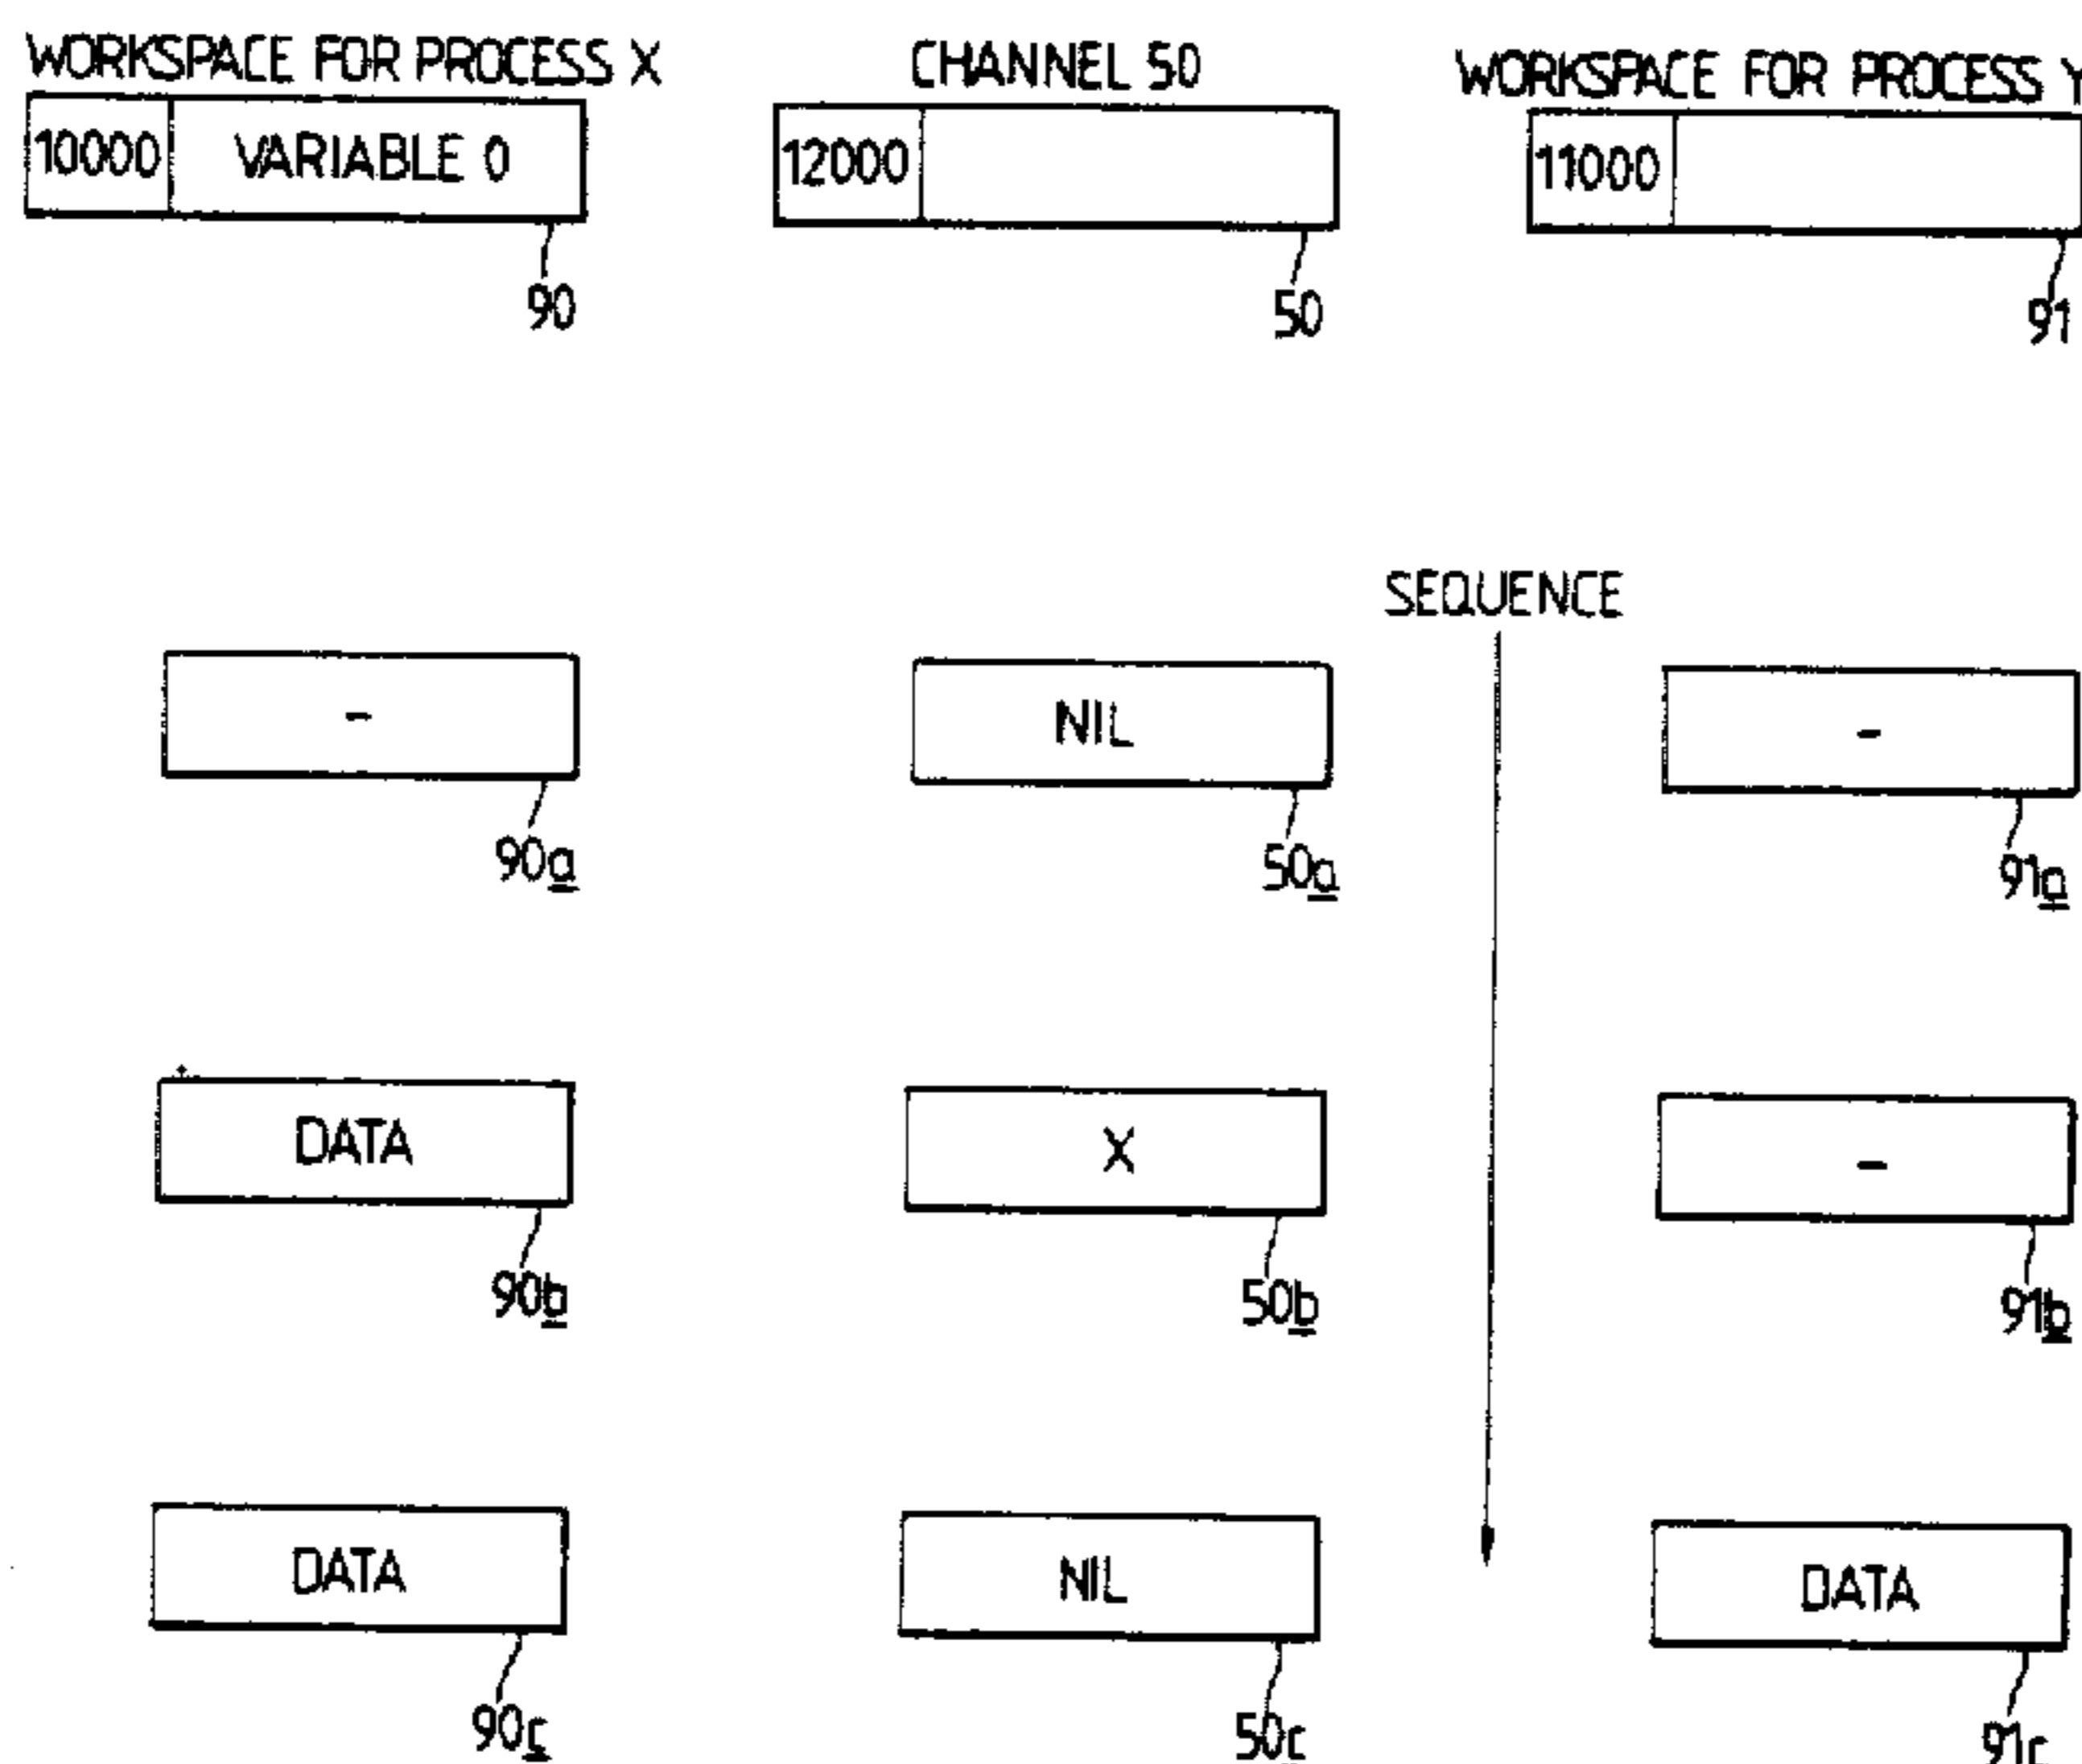 WORKSPACE FOR PROCESS X
CHANNEL 50
WORKSPACE FOR PROCESS Y
10000 VARIABLE 0
12000
11000
90
50
91
SEQUENCE
-
NIL
-
90a
50a
91a
DATA
X
-
90b
50b
91b
DATA
NIL
DATA
90c
50c
91c